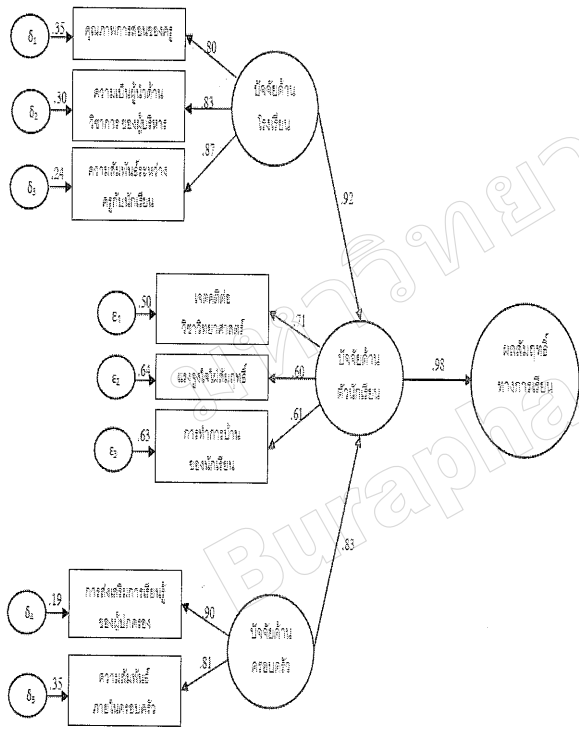 δ₁
.35
คุณภาพการสอนของครู
.80
δ₂
.30
ความเป็นผู้นำด้าน
วิชาการ ของผู้บริหาร
.83
ปัจจัยด้าน
โรงเรียน
δ₃
.24
ความสัมพันธ์ระหว่าง
ครูกับนักเรียน
.87
.92
ε₁
.50
เจตคติต่อ
วิชาวิทยาศาสตร์
.71
ε₂
.64
แรงจูงใจใฝ่สัมฤทธิ์
.60
ปัจจัยด้าน
ตัวนักเรียน
.98
ผลสัมฤทธิ์
ทางการเรียน
ε₃
.63
การทำการบ้าน
ของนักเรียน
.61
.83
δ₄
.19
การส่งเสริมการเรียนรู้
ของผู้ปกครอง
.90
ปัจจัยด้าน
ครอบครัว
δ₅
.35
ความสัมพันธ์
ภายในครอบครัว
.81
Burapha